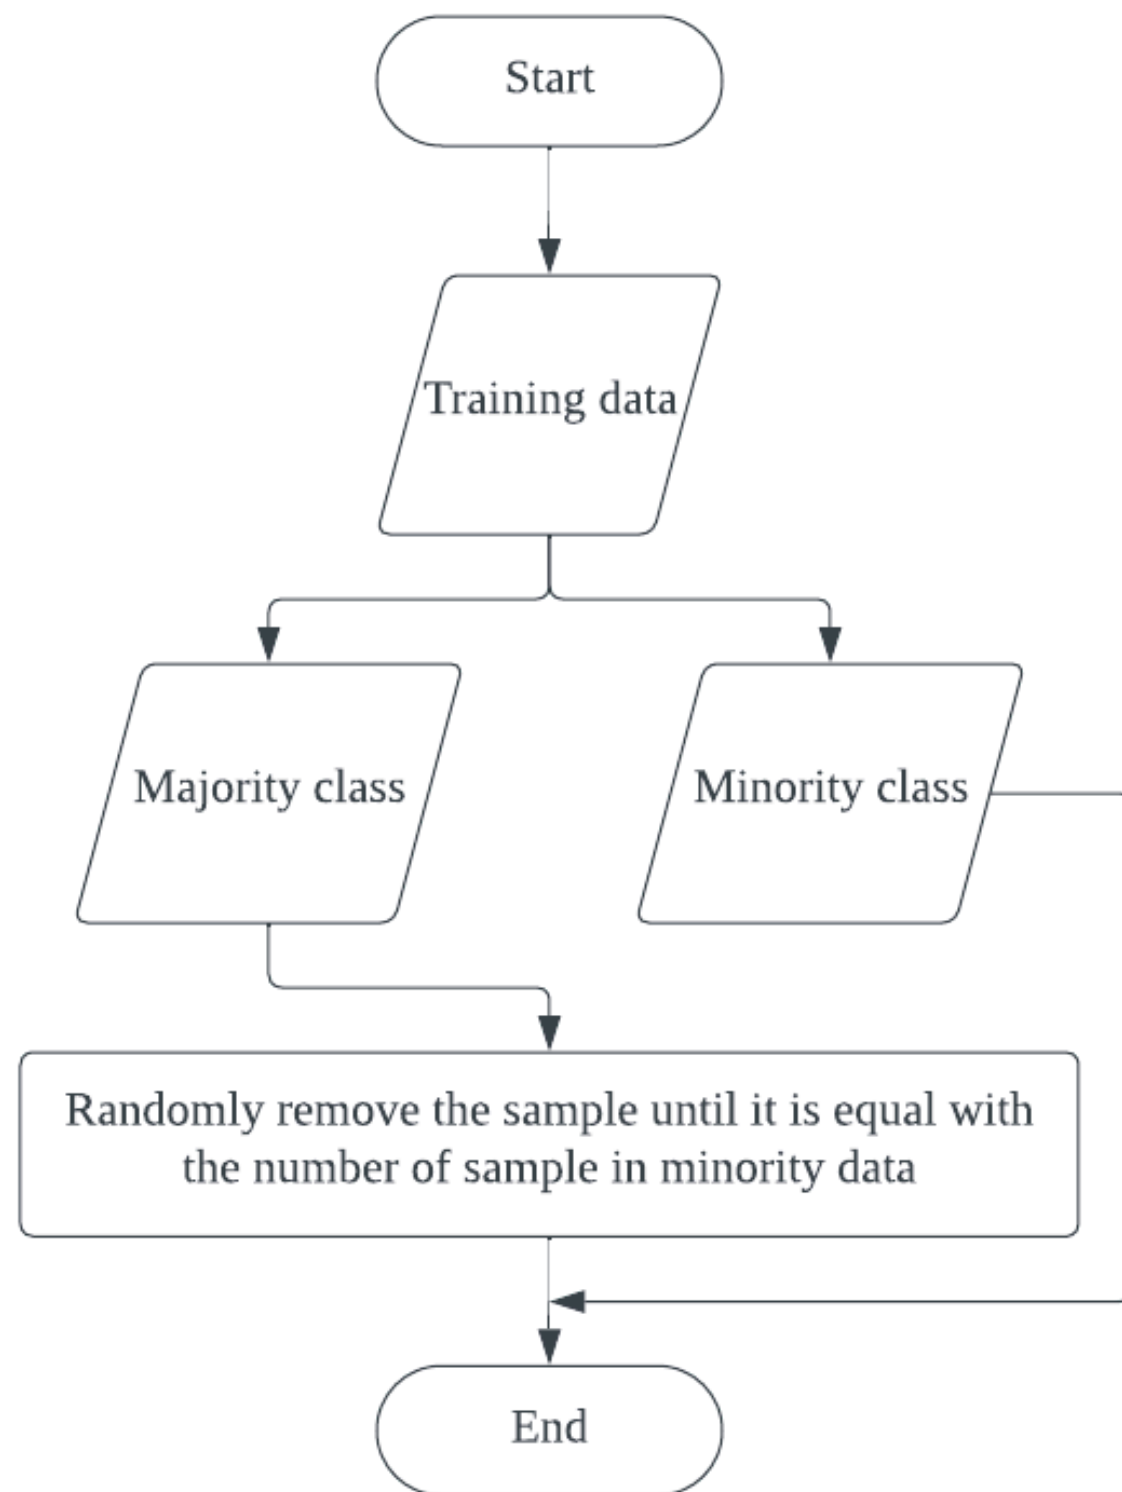 Start
Training data
Majority class
Minority class
Randomly remove the sample until it is equal with
the number of sample in minority data
End